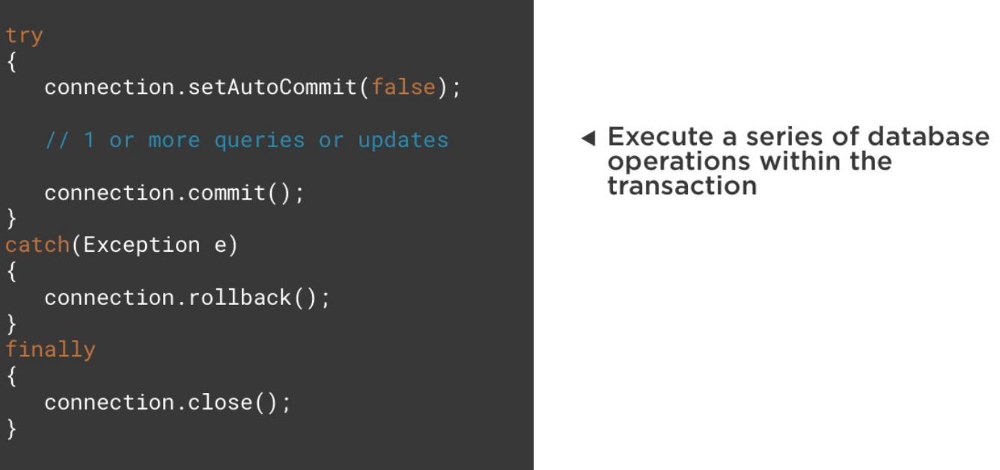 try
{
connection.setAutoCommit(false);
// 1 or more queries or updates
connection.commit();
}
catch(Exception e)
{
connection.rollback();
}
finally
{
connection.close();
}
◀ Execute a series of database
operations within the
transaction